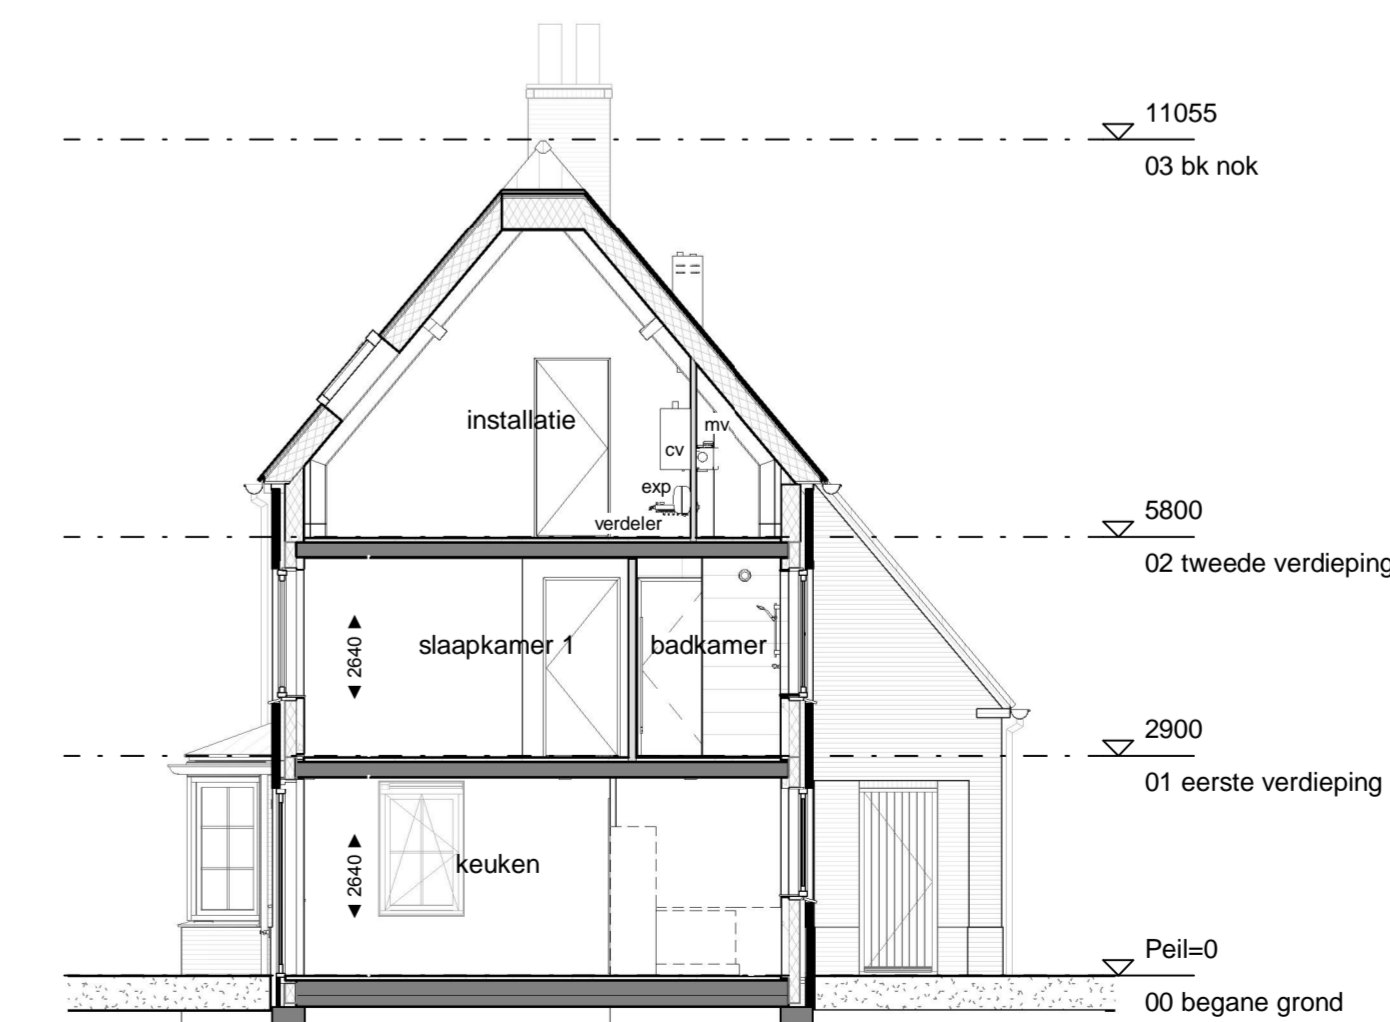 11055
03 bk nok
installatie
mv
cv
exp
verdeler
5800
02 tweede verdieping
2640
slaapkamer 1
badkamer
2900
01 eerste verdieping
2640
keuken
Peil=0
00 begane grond